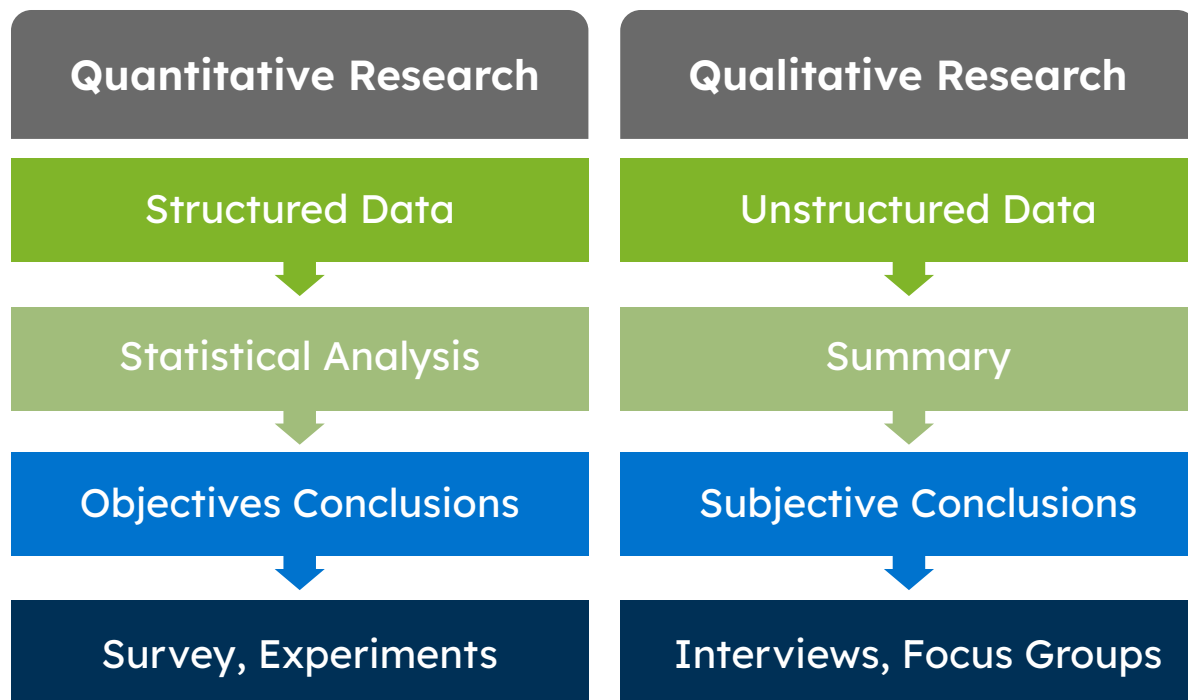 Quantitative Research
Structured Data
Statistical Analysis
Objectives Conclusions
Survey, Experiments
Qualitative Research
Unstructured Data
Summary
Subjective Conclusions
Interviews, Focus Groups